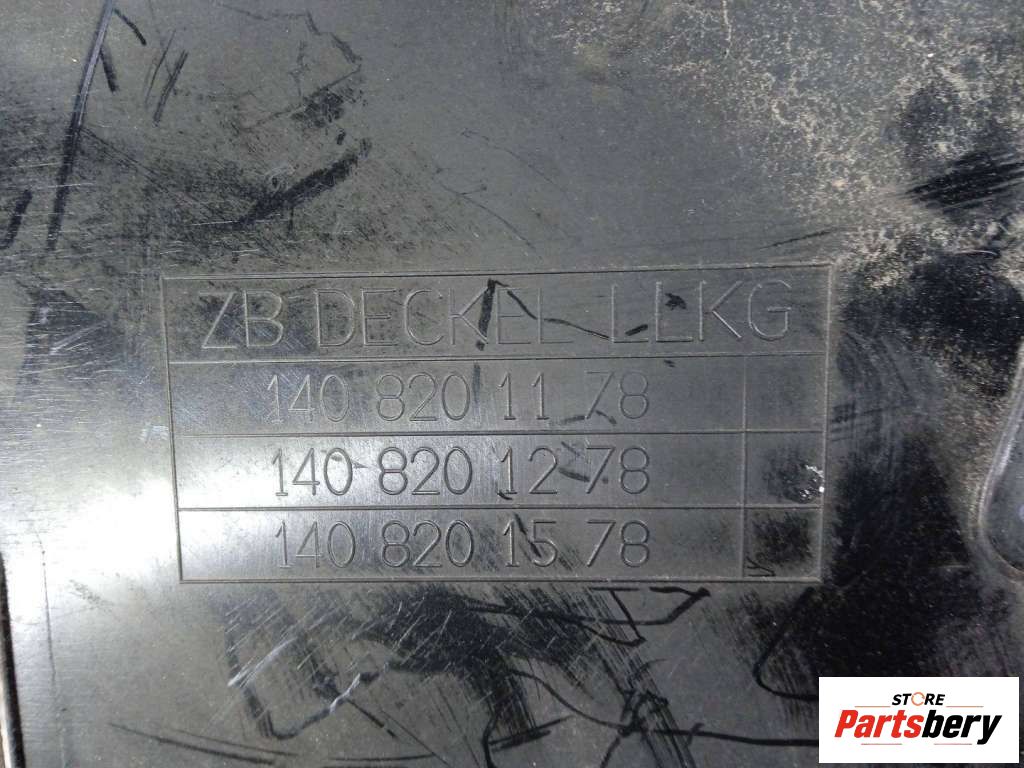 ZB DECKEL LLKG
140 820 11 78
140 820 12 78
140 820 15 78
STORE
Partsbery